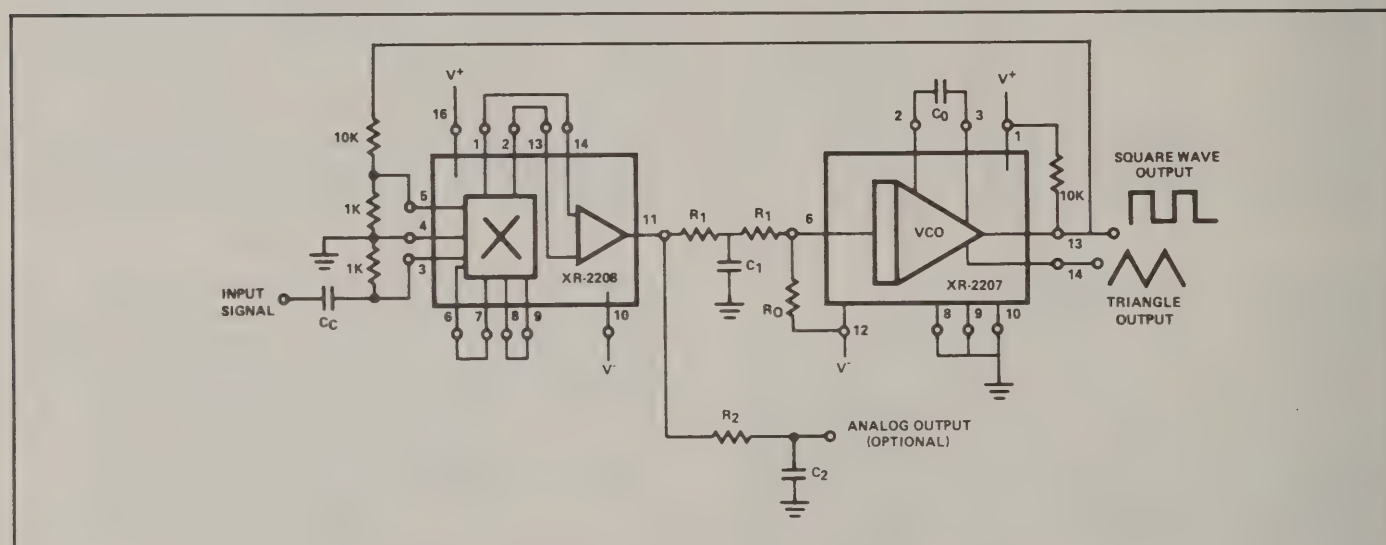 V+
V+
16
2
C0
3
1
10K
1
2
13
14
10K
SQUARE WAVE
OUTPUT
5
1K
4
11
R1
R1
6
VCO
13
1K
3
XR-2208
C1
XR-2207
14
INPUT
SIGNAL
CC
6
7
8
9
10
RO
12
8
9
10
TRIANGLE
OUTPUT
V-
V-
R2
ANALOG OUTPUT
(OPTIONAL)
C2